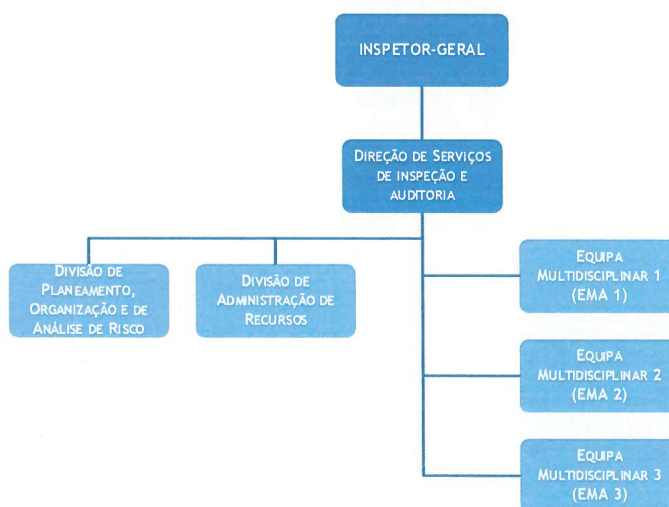 INSPETOR-GERAL
DIREÇÃO DE SERVIÇOS
DE INSPEÇÃO E
AUDITORIA
DIVISÃO DE
PLANEAMENTO,
ORGANIZAÇÃO E DE
ANÁLISE DE RISCO
DIVISÃO DE
ADMINISTRAÇÃO DE
RECURSOS
EQUIPA
MULTIDISCIPLINAR 1
(EMA 1)
EQUIPA
MULTIDISCIPLINAR 2
(EMA 2)
EQUIPA
MULTIDISCIPLINAR 3
(EMA 3)